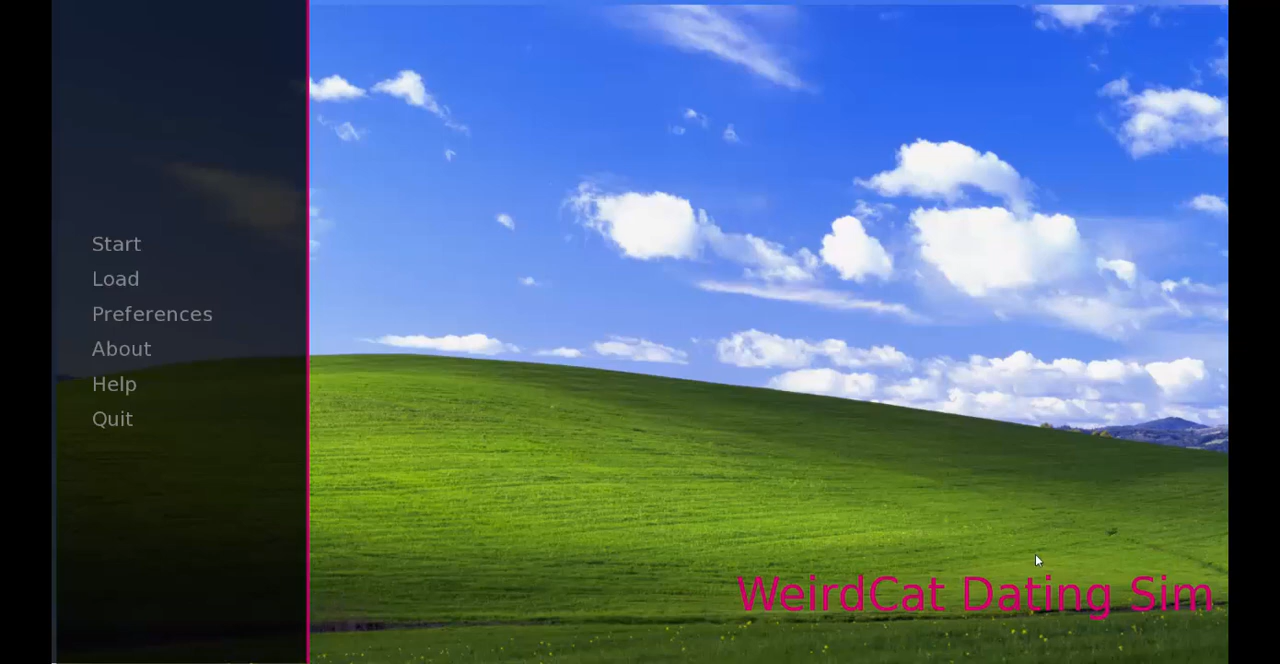 Start
Load
Preferences
About
Help
Quit
WeirdCat Dating Sim